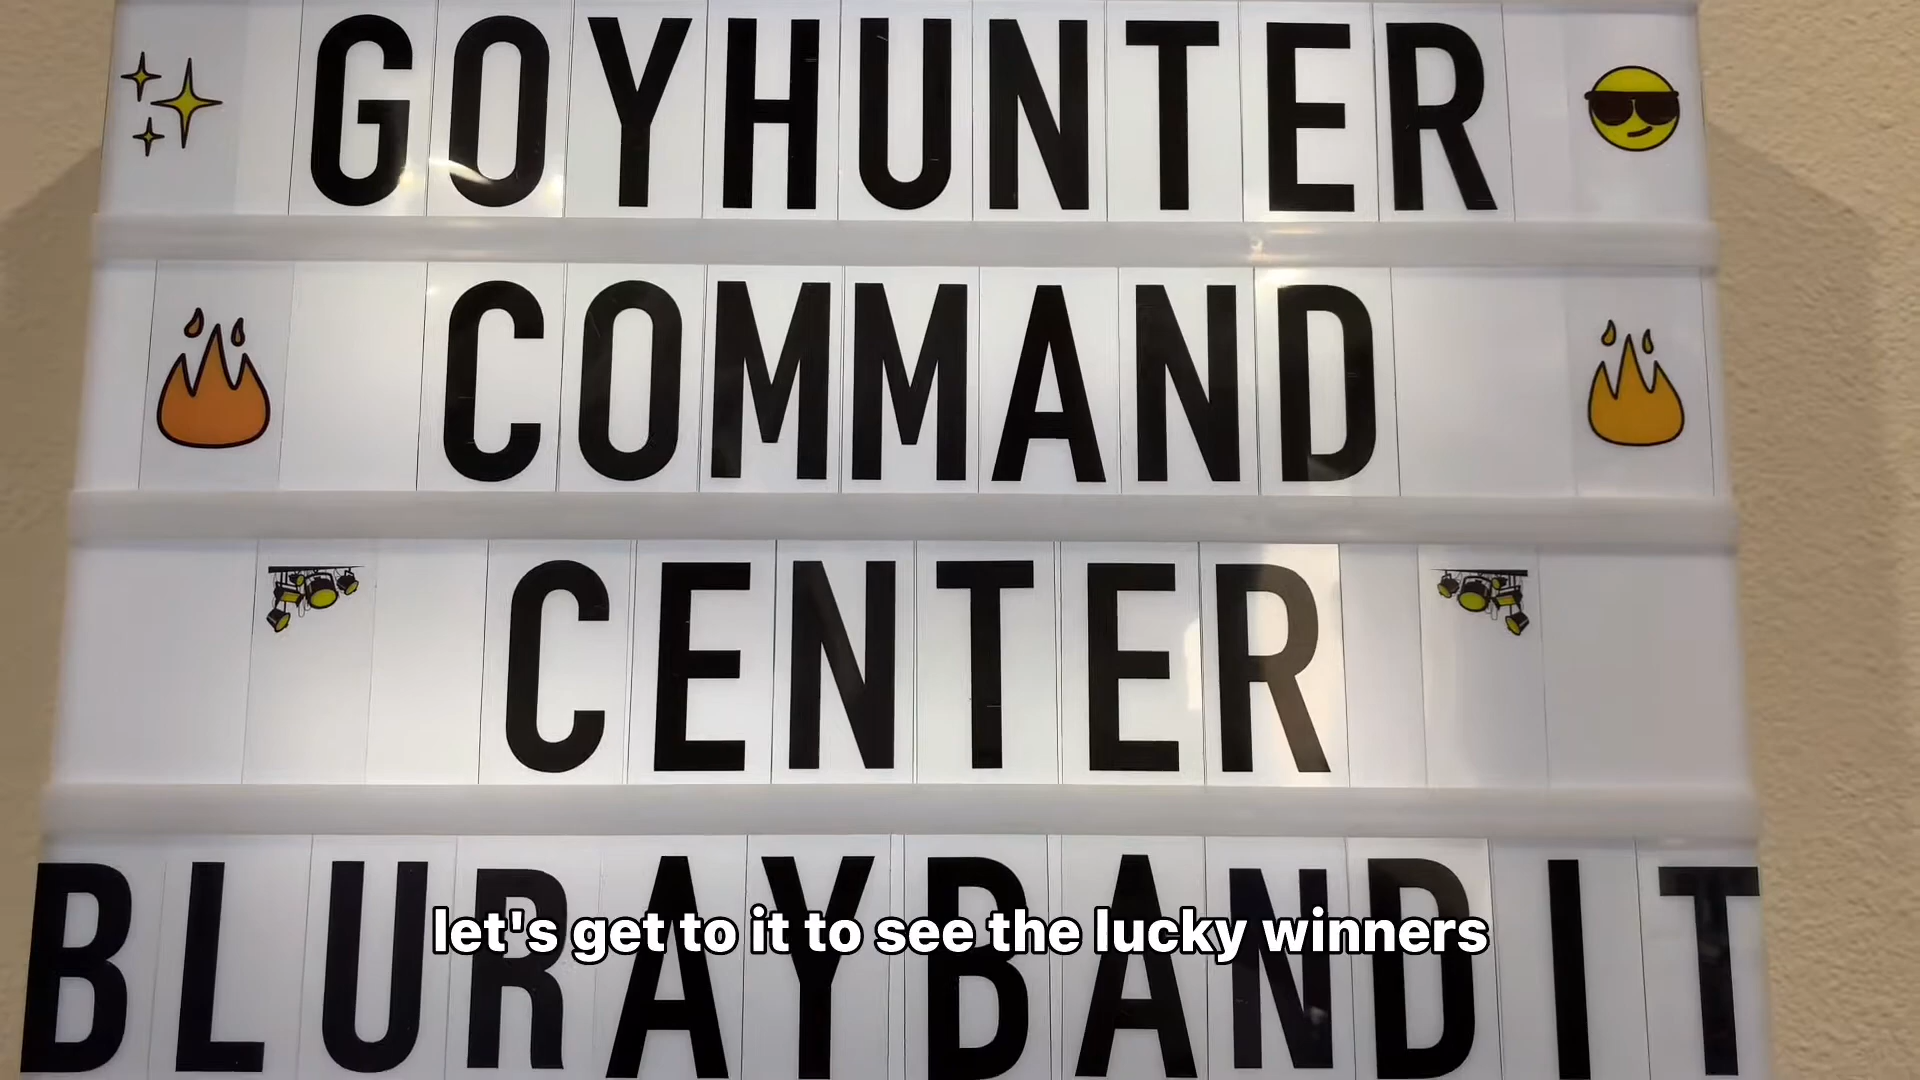 GOYHUNTER
COMMAND
CENTER
BLURAYBANDIT
let's get to it to see the lucky winners